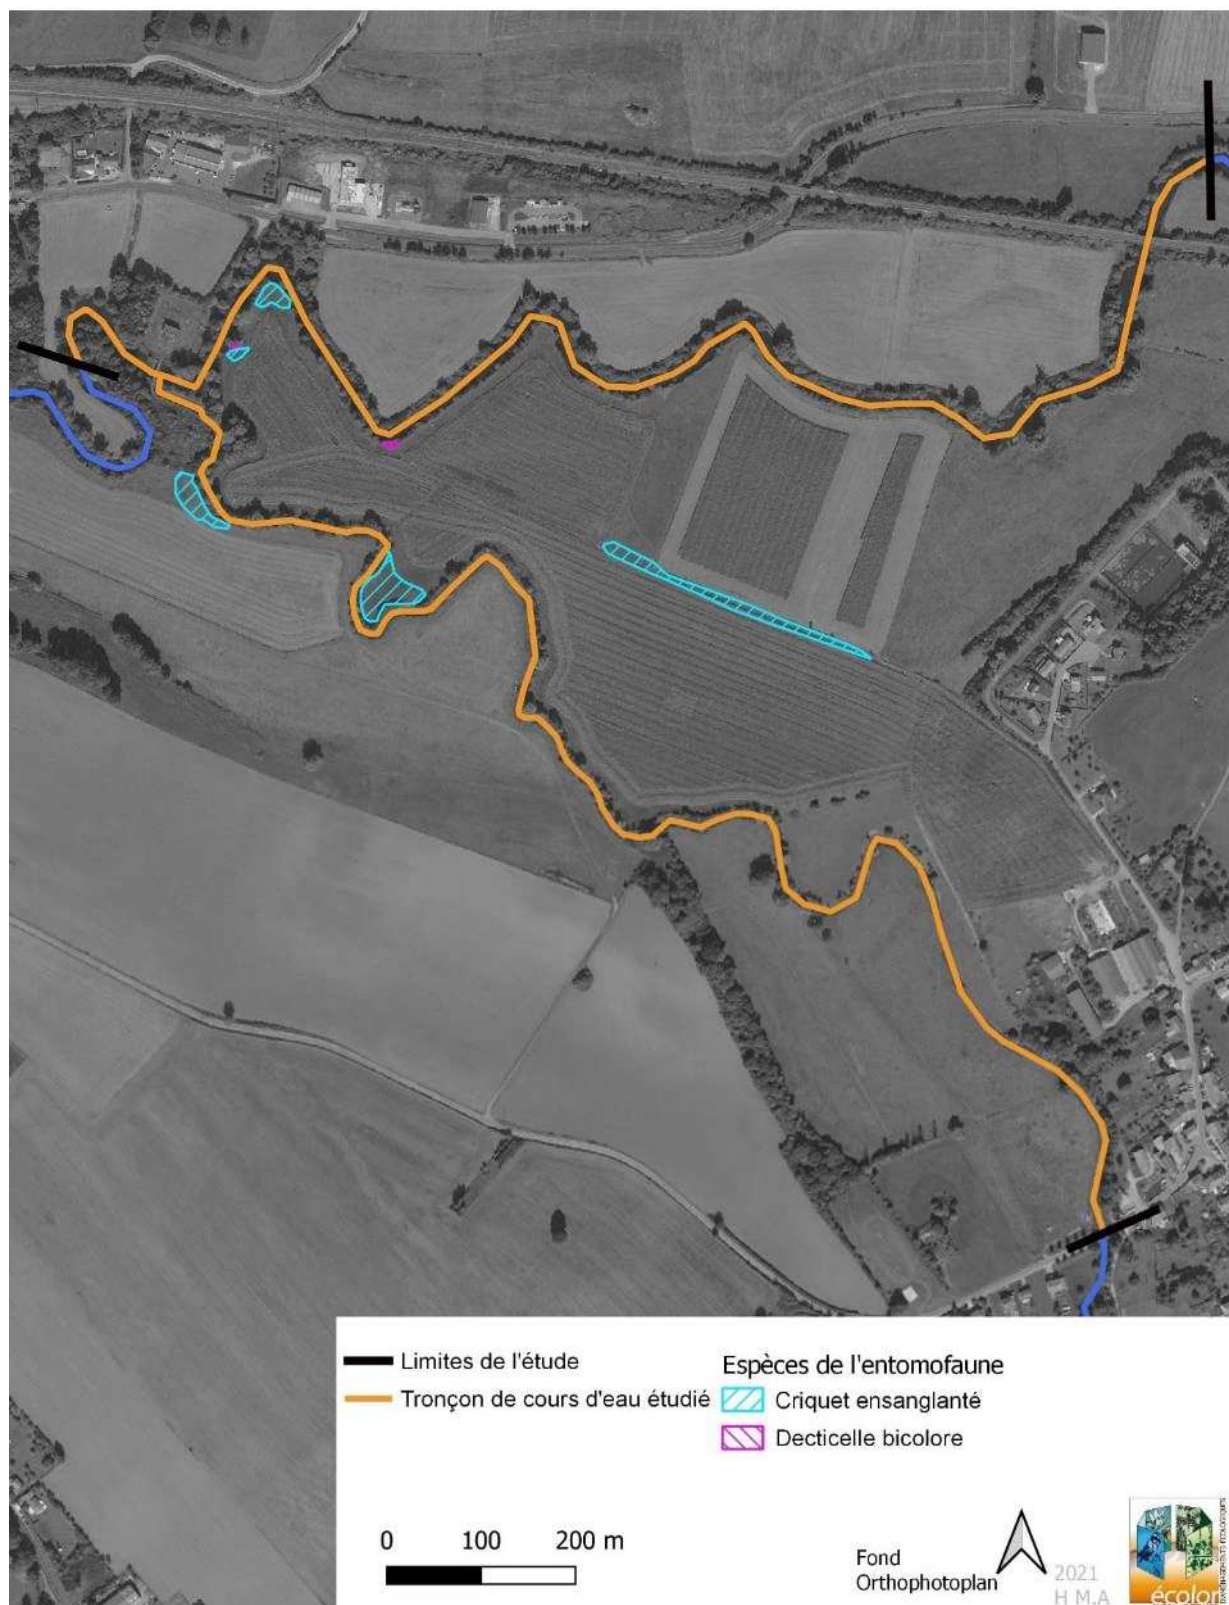 Limites de l'étude
Tronçon de cours d'eau étudié
Espèces de l'entomofaune
Criquet ensanglanté
Decticelle bicolore
0 100 200 m
Fond
Orthophotoplan
2021
H M.A
écolor